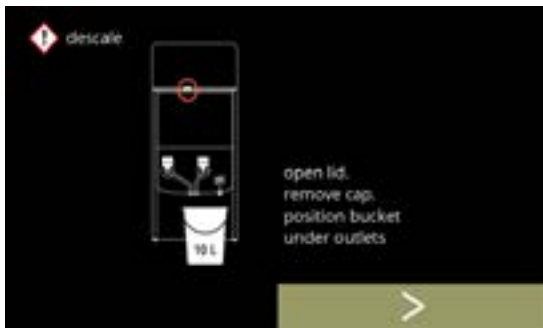 descale
open lid.
remove cap.
position bucket
under outlets
10 L